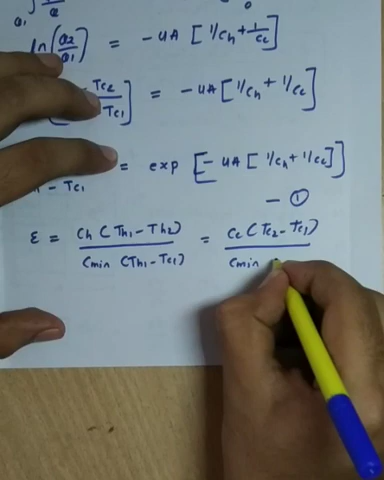 ln(θ2/θ1) = -UA [1/Ch + 1/Cc]
Tc2 / Tc1] = -UA [1/Ch + 1/Cc]
- Tc1 = exp [-UA [1/Ch + 1/Cc]]
- ①
ε = Ch (Th1 - Th2) / Cmin (Th1 - Tc1) = Cc (Tc2 - Tc1) / Cmin